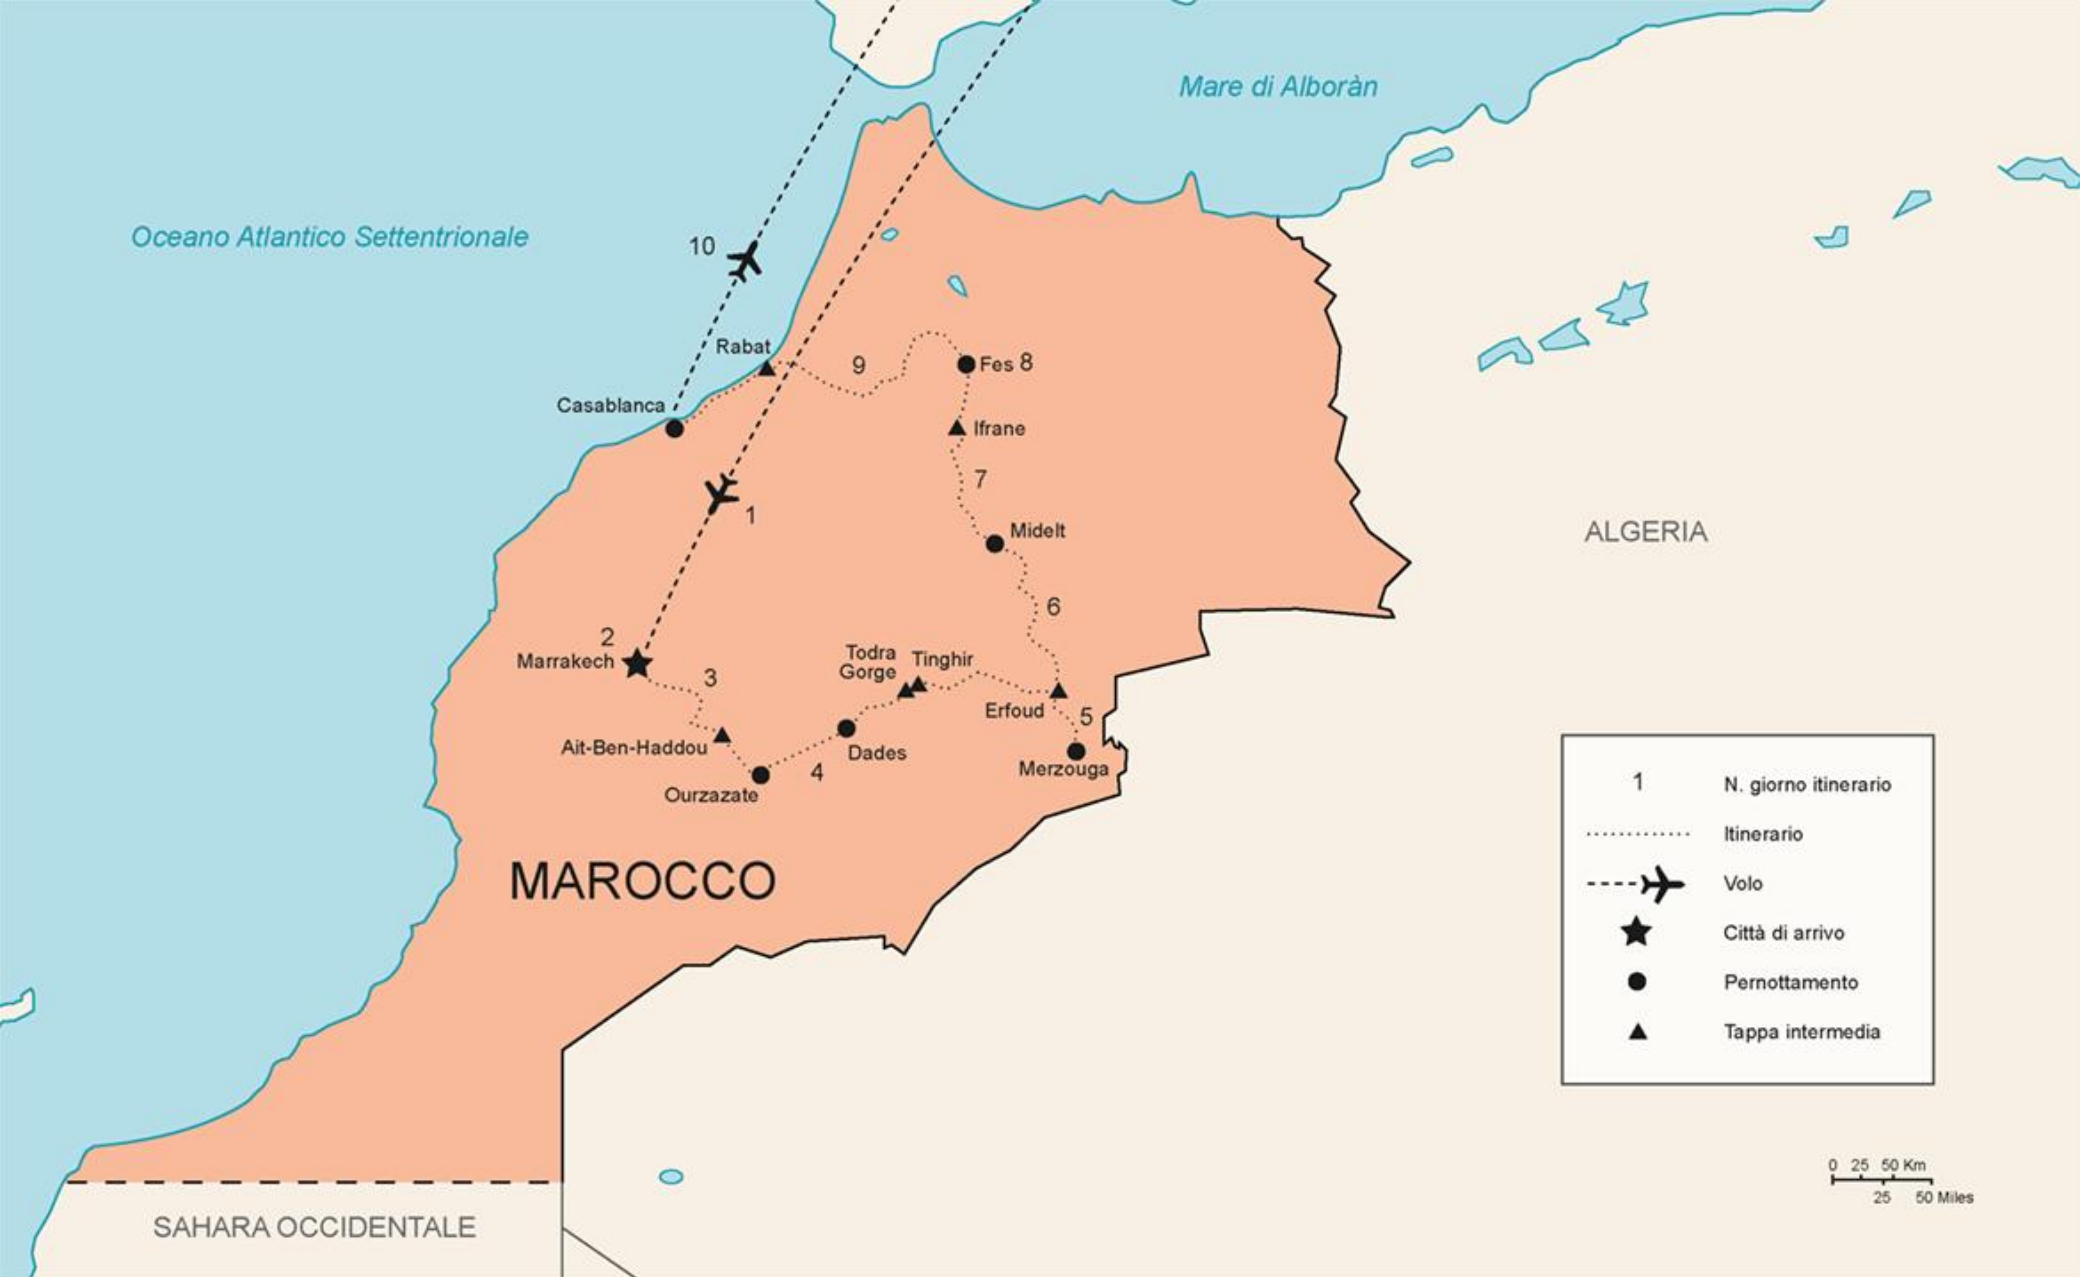 Mare di Alboràn
Oceano Atlantico Settentrionale
10
Rabat
9
Fes 8
Casablanca
Ifrane
7
1
Midelt
ALGERIA
6
2
Marrakech
3
Todra
Gorge
Tinghir
Erfoud
5
Ait-Ben-Haddou
Dades
4
Merzouga
Ourzazate
MAROCCO
1 N. giorno itinerario
Itinerario
Volo
Città di arrivo
Pernottamento
Tappa intermedia
0 25 50 Km
25 50 Miles
SAHARA OCCIDENTALE